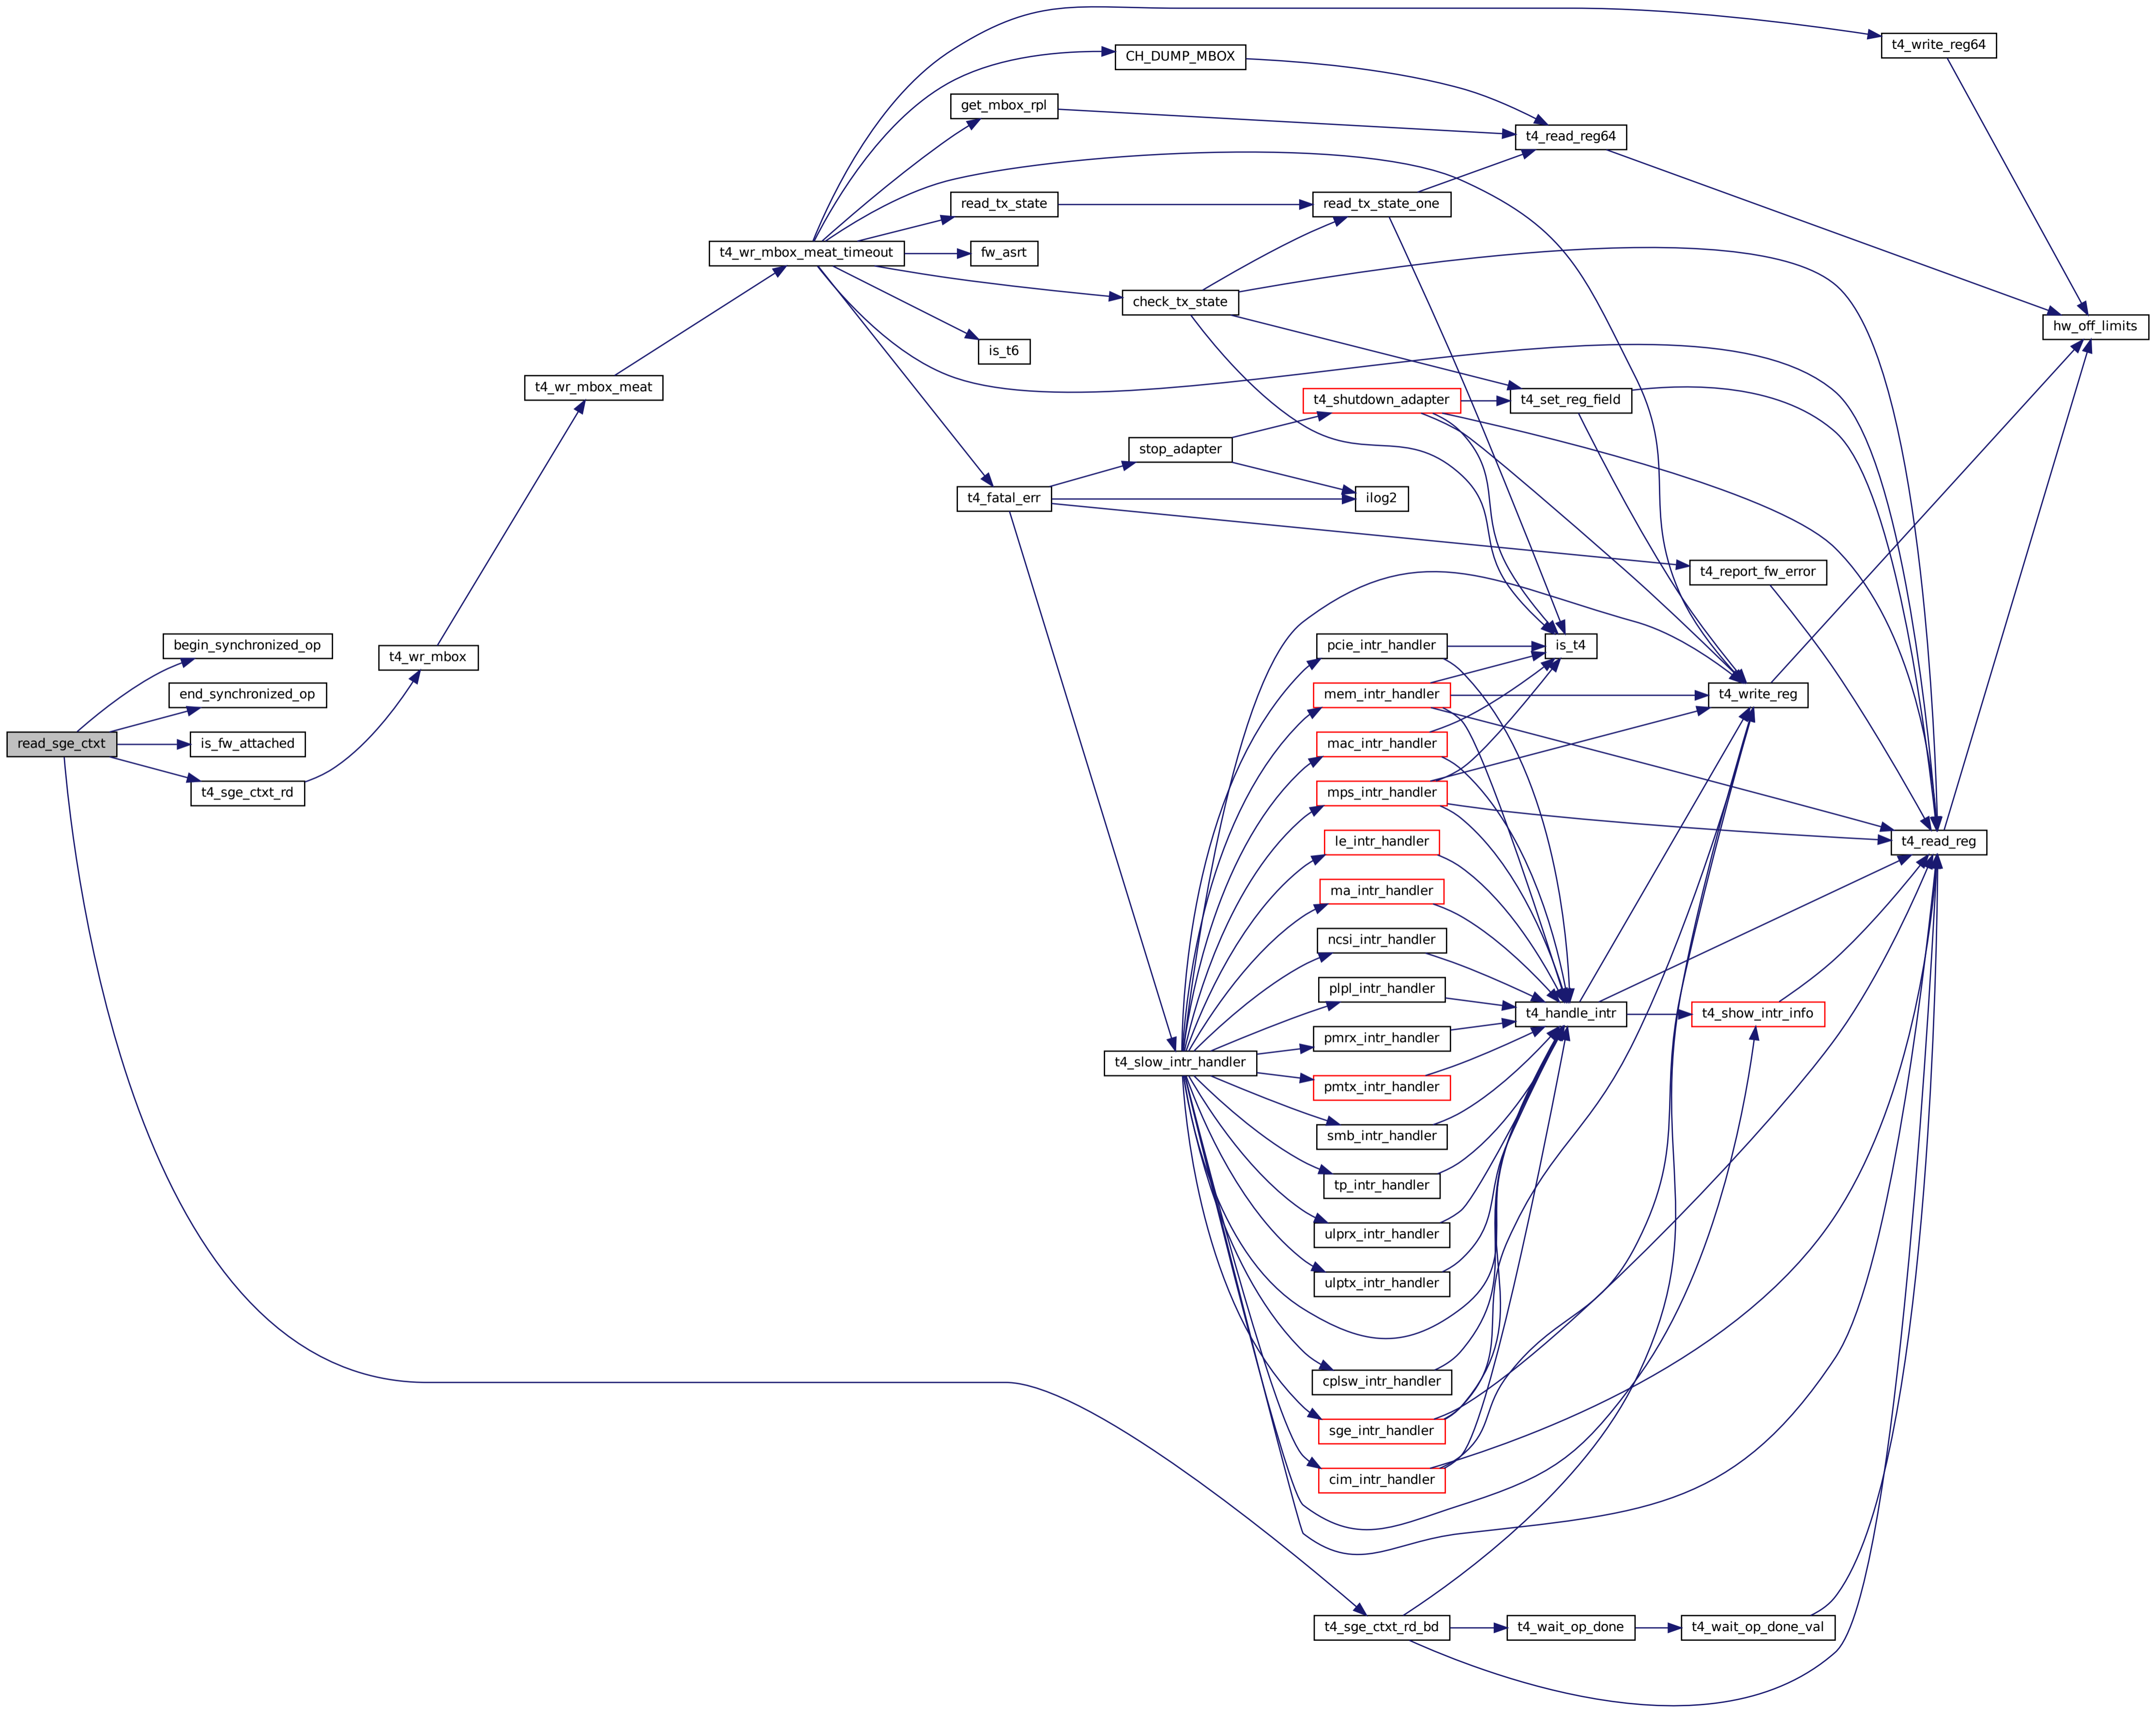 read_sge_ctxt
begin_synchronized_op
end_synchronized_op
is_fw_attached
t4_sge_ctxt_rd
t4_wr_mbox
t4_wr_mbox_meat
t4_wr_mbox_meat_timeout
CH_DUMP_MBOX
get_mbox_rpl
read_tx_state
fw_asrt
check_tx_state
is_t6
t4_fatal_err
stop_adapter
t4_slow_intr_handler
read_tx_state_one
t4_shutdown_adapter
ilog2
pcie_intr_handler
mem_intr_handler
mac_intr_handler
mps_intr_handler
le_intr_handler
ma_intr_handler
ncsi_intr_handler
plpl_intr_handler
pmrx_intr_handler
pmtx_intr_handler
smb_intr_handler
tp_intr_handler
ulprx_intr_handler
ulptx_intr_handler
cplsw_intr_handler
sge_intr_handler
cim_intr_handler
t4_sge_ctxt_rd_bd
t4_read_reg64
t4_set_reg_field
is_t4
t4_handle_intr
t4_wait_op_done
t4_report_fw_error
t4_write_reg
t4_show_intr_info
t4_wait_op_done_val
t4_write_reg64
t4_read_reg
hw_off_limits